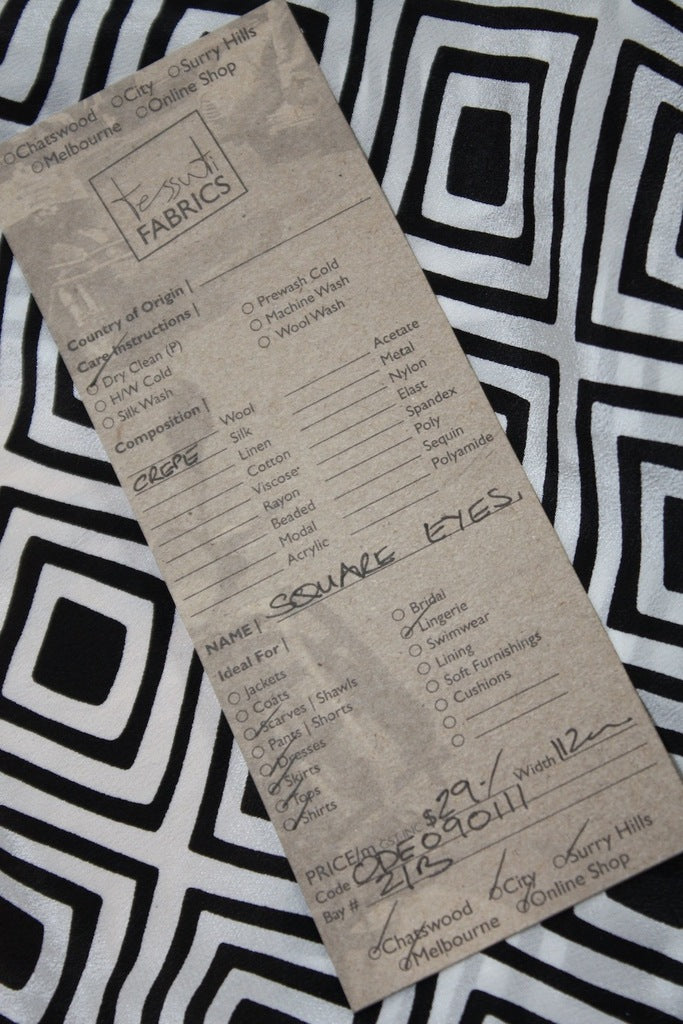 Chatswood City Surry Hills
Melbourne Online Shop
tessuti
FABRICS
Country of Origin |
Care Instructions |
Dry Clean (P)
H/W Cold
Silk Wash
Prewash Cold
Machine Wash
Wool Wash
Composition |
Wool
CREPE Silk
Linen
Cotton
Viscose
Rayon
Beaded
Modal
Acrylic
Acetate
Metal
Nylon
Elast
Spandex
Poly
Sequin
Polyamide
NAME | SQUARE EYES.
Ideal For |
Jackets
Coats
Scarves | Shawls
Pants | Shorts
Dresses
Skirts
Tops
Shirts
Bridal
Lingerie
Swimwear
Lining
Soft Furnishings
Cushions
PRICE/m GST INC $29.-/ Width 112cm
Code ODE090111
Bay # 21B
Chatswood City Surry Hills
Melbourne Online Shop